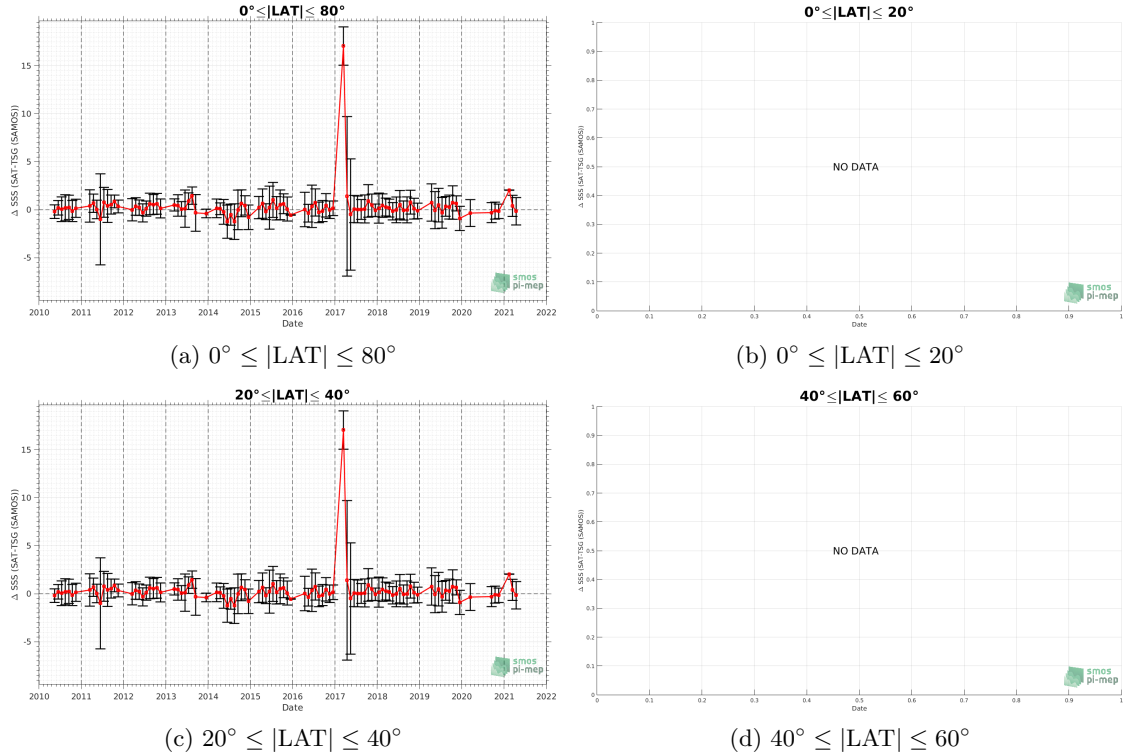 0°≤|LAT|≤ 80°
Δ SSS (SAT-TSG (SAMOS))
15
10
5
0
-5
2010 2011 2012 2013 2014 2015 2016 2017 2018 2019 2020 2021 2022
Date
smos
pi-mep
(a) 0° ≤ |LAT| ≤ 80°
0°≤|LAT|≤ 20°
Δ SSS (SAT-TSG (SAMOS))
1
0.9
0.8
0.7
0.6
0.5
0.4
0.3
0.2
0.1
0
NO DATA
0 0.1 0.2 0.3 0.4 0.5 0.6 0.7 0.8 0.9 1
Date
smos
pi-mep
(b) 0° ≤ |LAT| ≤ 20°
20°≤|LAT|≤ 40°
Δ SSS (SAT-TSG (SAMOS))
15
10
5
0
-5
2010 2011 2012 2013 2014 2015 2016 2017 2018 2019 2020 2021 2022
Date
smos
pi-mep
(c) 20° ≤ |LAT| ≤ 40°
40°≤|LAT|≤ 60°
Δ SSS (SAT-TSG (SAMOS))
1
0.9
0.8
0.7
0.6
0.5
0.4
0.3
0.2
0.1
0
NO DATA
0 0.1 0.2 0.3 0.4 0.5 0.6 0.7 0.8 0.9 1
Date
smos
pi-mep
(d) 40° ≤ |LAT| ≤ 60°